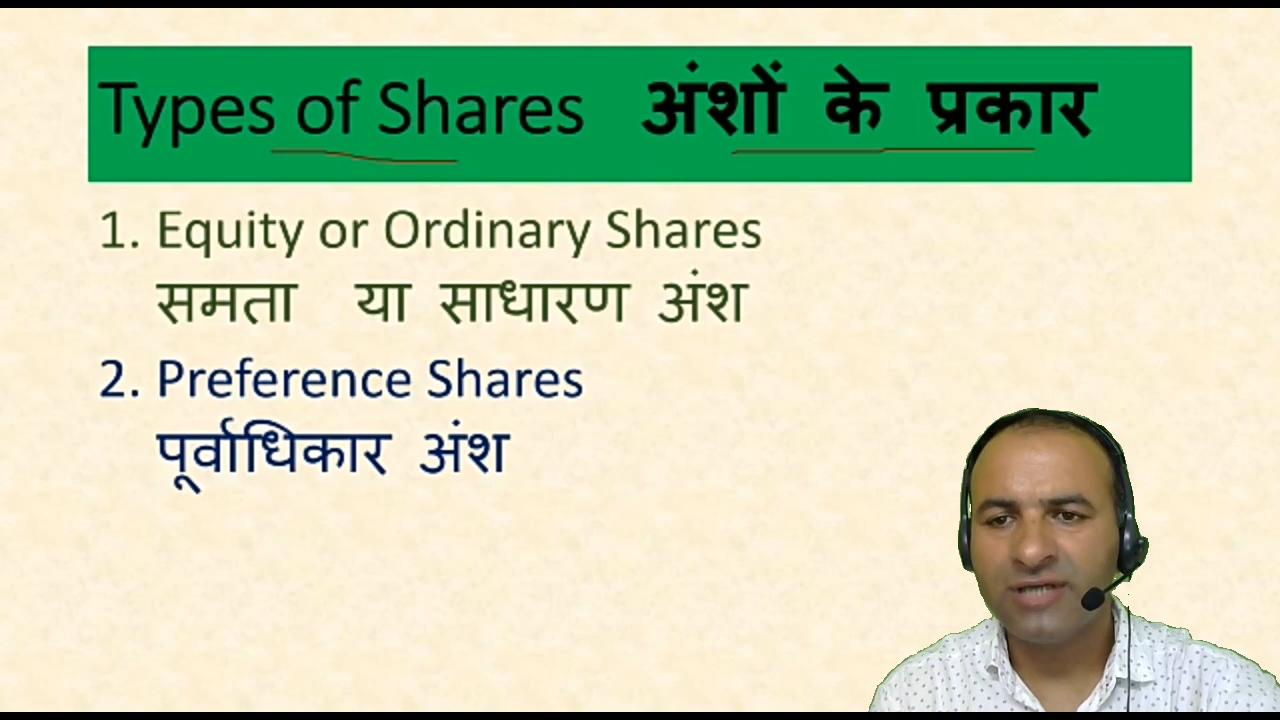 Types of Shares अंशों के प्रकार
1. Equity or Ordinary Shares
समता या साधारण अंश
2. Preference Shares
पूर्वाधिकार अंश